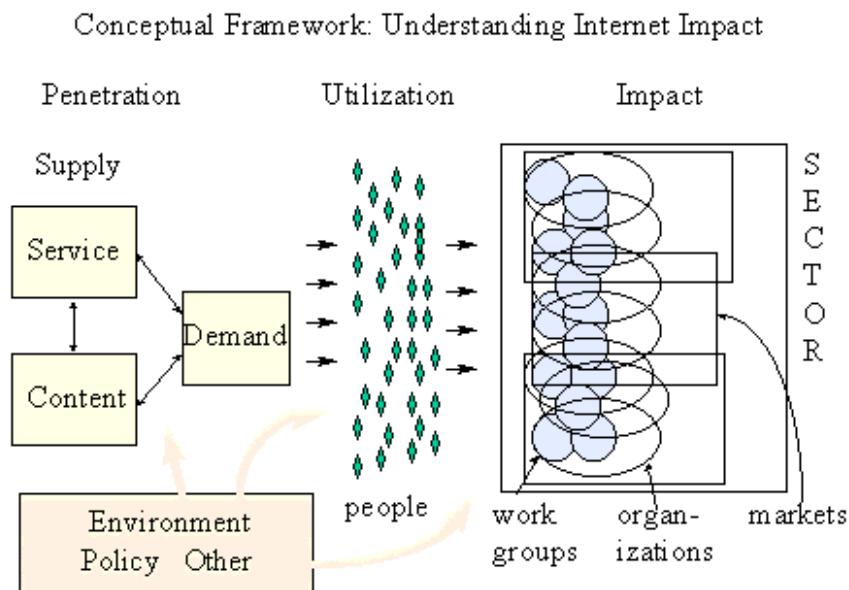 Conceptual Framework: Understanding Internet Impact
Penetration
Utilization
Impact
Supply
Service
Content
Demand
Environment
Policy Other
people
work
groups
organ-
izations
markets
S
E
C
T
O
R